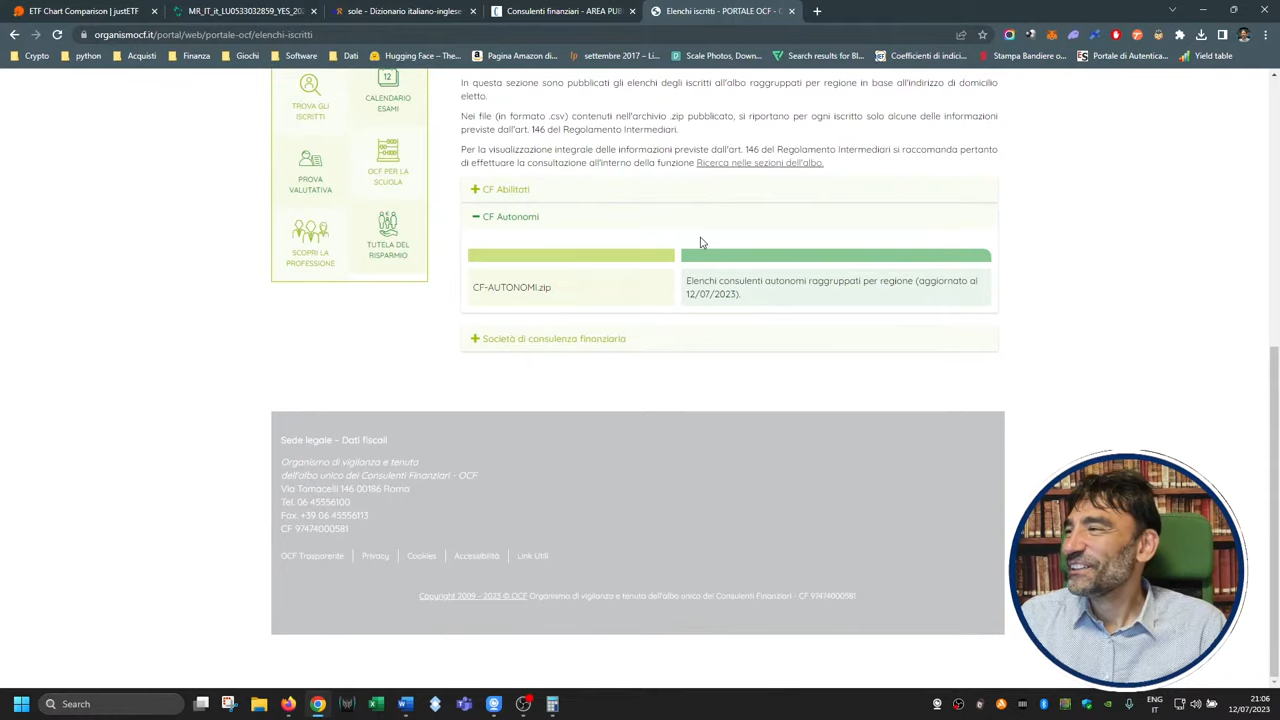 ETF Chart Comparison | justETF
MR_IT_it_LU0533032859_YES_202
sole - Dizionario italiano-inglese
Consulenti finanziari - AREA PUB
Portale OCF - Giochi
organismocf.it/portal/web/portale-ocf/elenchi-iscritti
Crypto
python
Acquisti
Finanza
Giochi
Software
Dati
Hugging Face – The...
Pagina Amazon di...
settembre 2017 – Li...
Scale Photos, Down...
Search results for Bl...
Coefficienti di indici...
Stampa Bandiere o...
Portale di Autentica...
Yield table
TROVA GLI
ISCRITTI
12
CALENDARIO
ESAMI
PROVA
VALUTATIVA
OCF PER LA
SCUOLA
SCOPRI LA
PROFESSIONE
TUTELA DEL
RISPARMIO
In questa sezione sono pubblicati gli elenchi degli iscritti all'albo raggruppati per regione in base all'indirizzo di domicilio
eletto.
Nei file (in formato .csv) contenuti nell'archivio .zip pubblicato, si riportano per ogni iscritto solo alcune delle informazioni
previste dall'art. 146 del Regolamento Intermediari.
Per la visualizzazione integrale delle informazioni previste dall'art. 146 del Regolamento Intermediari si raccomanda pertanto
di effettuare la consultazione all'interno della funzione Ricerca nelle sezioni dell'albo.
CF Abilitati
CF Autonomi
CF-AUTONOMI.zip
Elenchi consulenti autonomi raggruppati per regione (aggiornato al
12/07/2023).
Società di consulenza finanziaria
Sede legale – Dati fiscali
Organismo di vigilanza e tenuta
dell'albo unico dei Consulenti Finanziari - OCF
Via Tomacelli 146 00186 Roma
Tel. 06 45556100
Fax. +39 06 45556113
CF 97474000581
OCF Trasparente
Privacy
Cookies
Accessibilità
Link Utili
Copyright 2009 - 2023 © OCF Organismo di vigilanza e tenuta dell'albo unico dei Consulenti Finanziari - CF 97474000581
Search
ENG
IT
21:06
12/07/2023